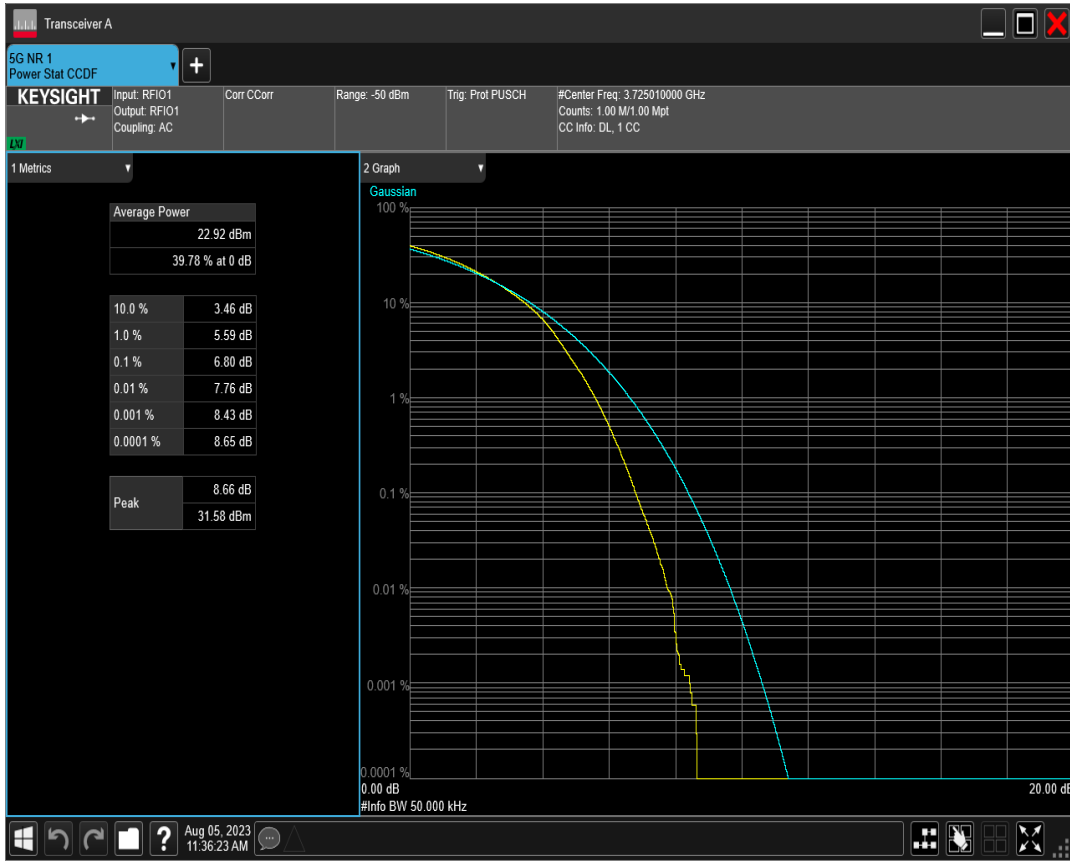 Transceiver A
5G NR 1
Power Stat CCDF
KEYSIGHT
LXI
Input: RFIO1
Output: RFIO1
Coupling: AC
Corr CCorr
Range: -50 dBm
Trig: Prot PUSCH
#Center Freq: 3.725010000 GHz
Counts: 1.00 M/1.00 Mpt
CC Info: DL, 1 CC
1 Metrics
Average Power
22.92 dBm
39.78 % at 0 dB
10.0 % 3.46 dB
1.0 % 5.59 dB
0.1 % 6.80 dB
0.01 % 7.76 dB
0.001 % 8.43 dB
0.0001 % 8.65 dB
Peak
8.66 dB
31.58 dBm
2 Graph
Gaussian
100 %
10 %
1 %
0.1 %
0.01 %
0.001 %
0.0001 %
0.00 dB
20.00 dB
#Info BW 50.000 kHz
?
Aug 05, 2023
11:36:23 AM